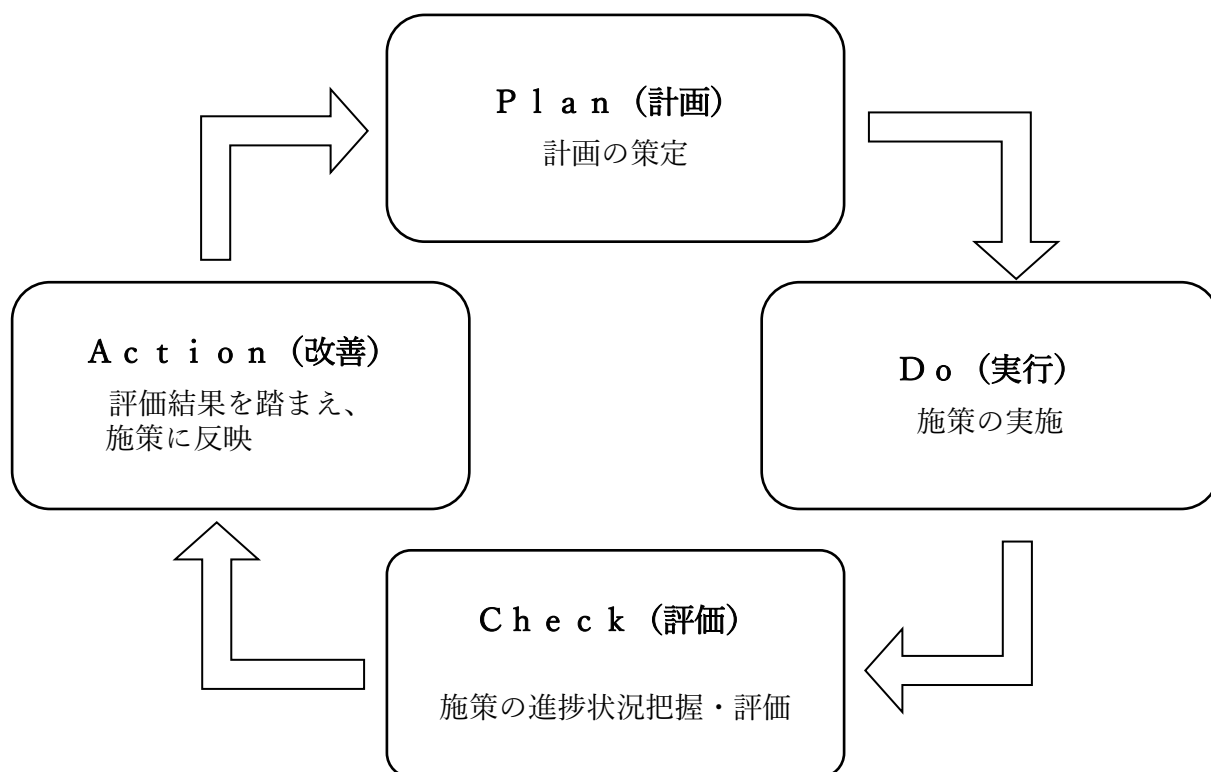 Plan（計画）
計画の策定
Do（実行）
施策の実施
Check（評価）
施策の進捗状況把握・評価
Action（改善）
評価結果を踏まえ、
施策に反映